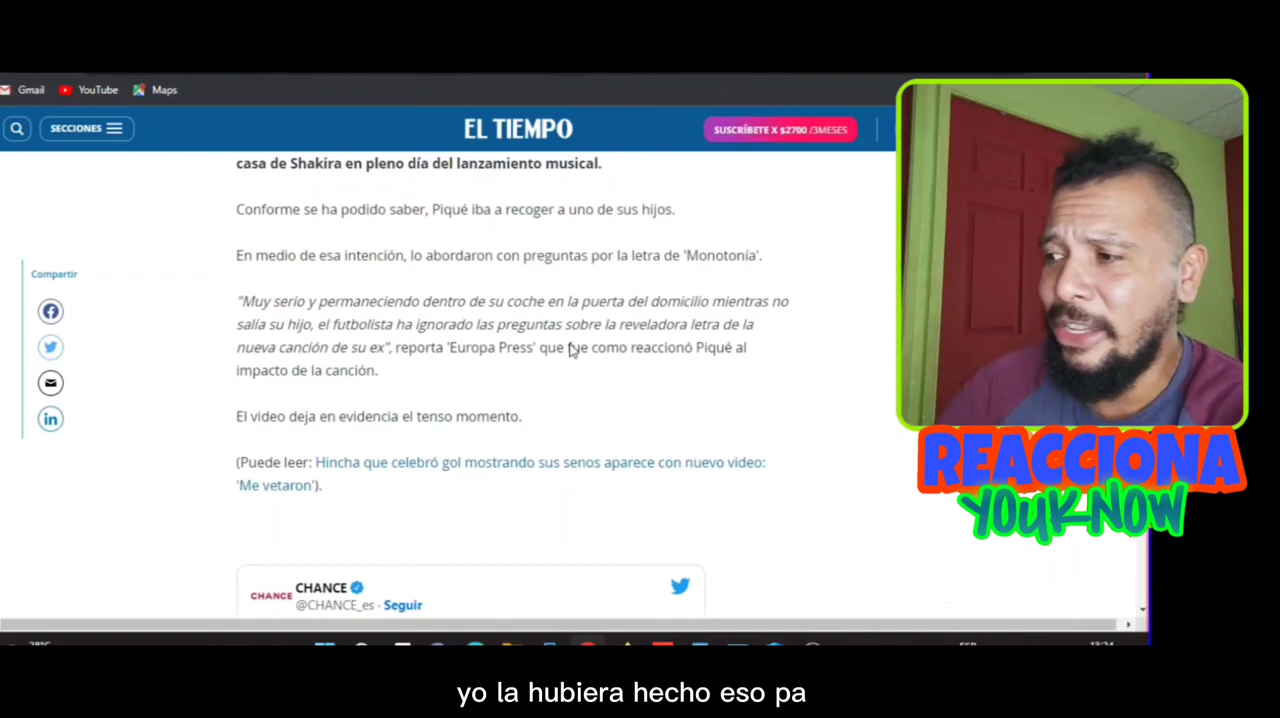 Gmail YouTube Maps
SECCIONES EL TIEMPO SUSCRÍBETE X $2700 /3MESES
casa de Shakira en pleno día del lanzamiento musical.
Conforme se ha podido saber, Piqué iba a recoger a uno de sus hijos.
En medio de esa intención, lo abordaron con preguntas por la letra de 'Monotonía'.
Compartir
"Muy serio y permaneciendo dentro de su coche en la puerta del domicilio mientras no
salía su hijo, el futbolista ha ignorado las preguntas sobre la reveladora letra de la
nueva canción de su ex", reporta 'Europa Press' que fue como reaccionó Piqué al
impacto de la canción.
El video deja en evidencia el tenso momento.
(Puede leer: Hincha que celebró gol mostrando sus senos aparece con nuevo video:
'Me vetaron').
REACCIONA
YOUKNOW
CHANCE CHANCE
@CHANCE_es · Seguir
yo la hubiera hecho eso pa